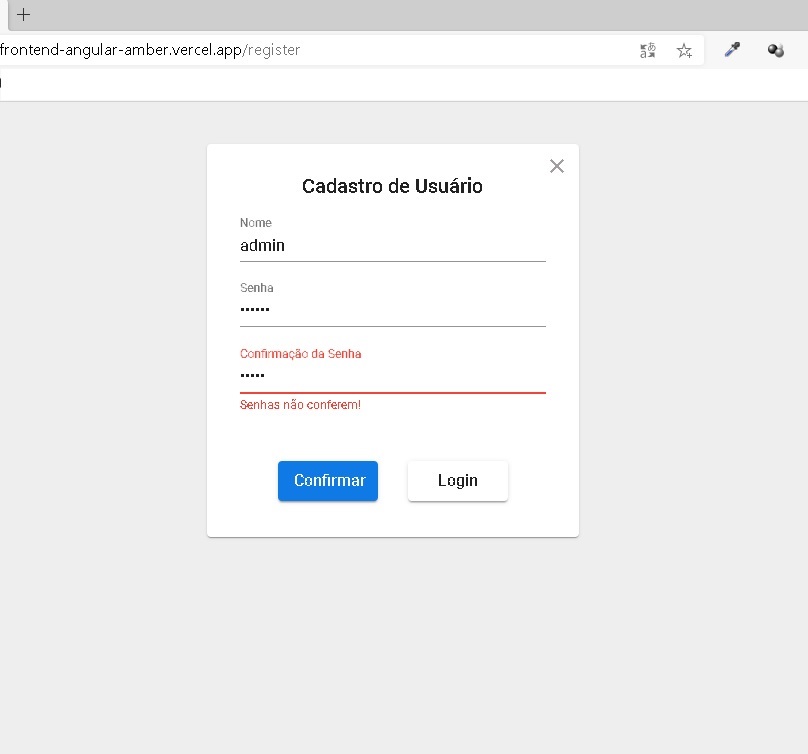 frontend-angular-amber.vercel.app/register
Cadastro de Usuário
Nome
admin
Senha
••••••
Confirmação da Senha
•••••
Senhas não conferem!
Confirmar Login